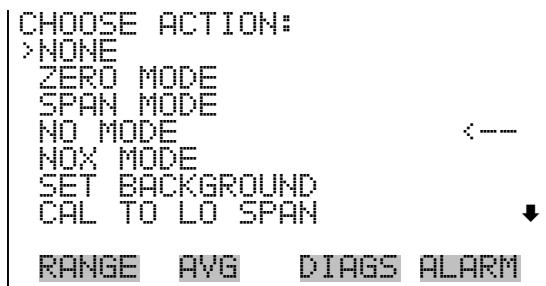 CHOOSE ACTION:
>NONE
ZERO MODE
SPAN MODE
NO MODE <--
NOX MODE
SET BACKGROUND
CAL TO LO SPAN ⬇
RANGE AVG DIAGS ALARM